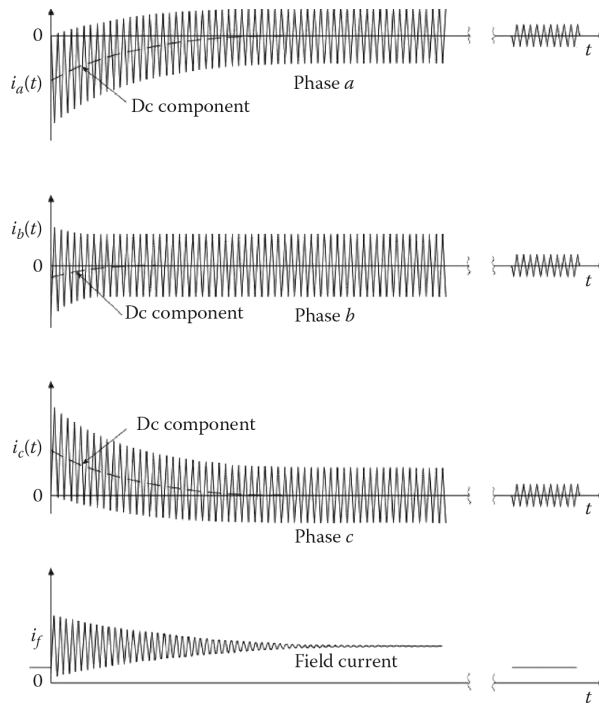 0
i_a(t)
Dc component
Phase a
t
i_b(t)
0
Dc component
Phase b
t
Dc component
i_c(t)
0
Phase c
t
i_f
Field current
0
t